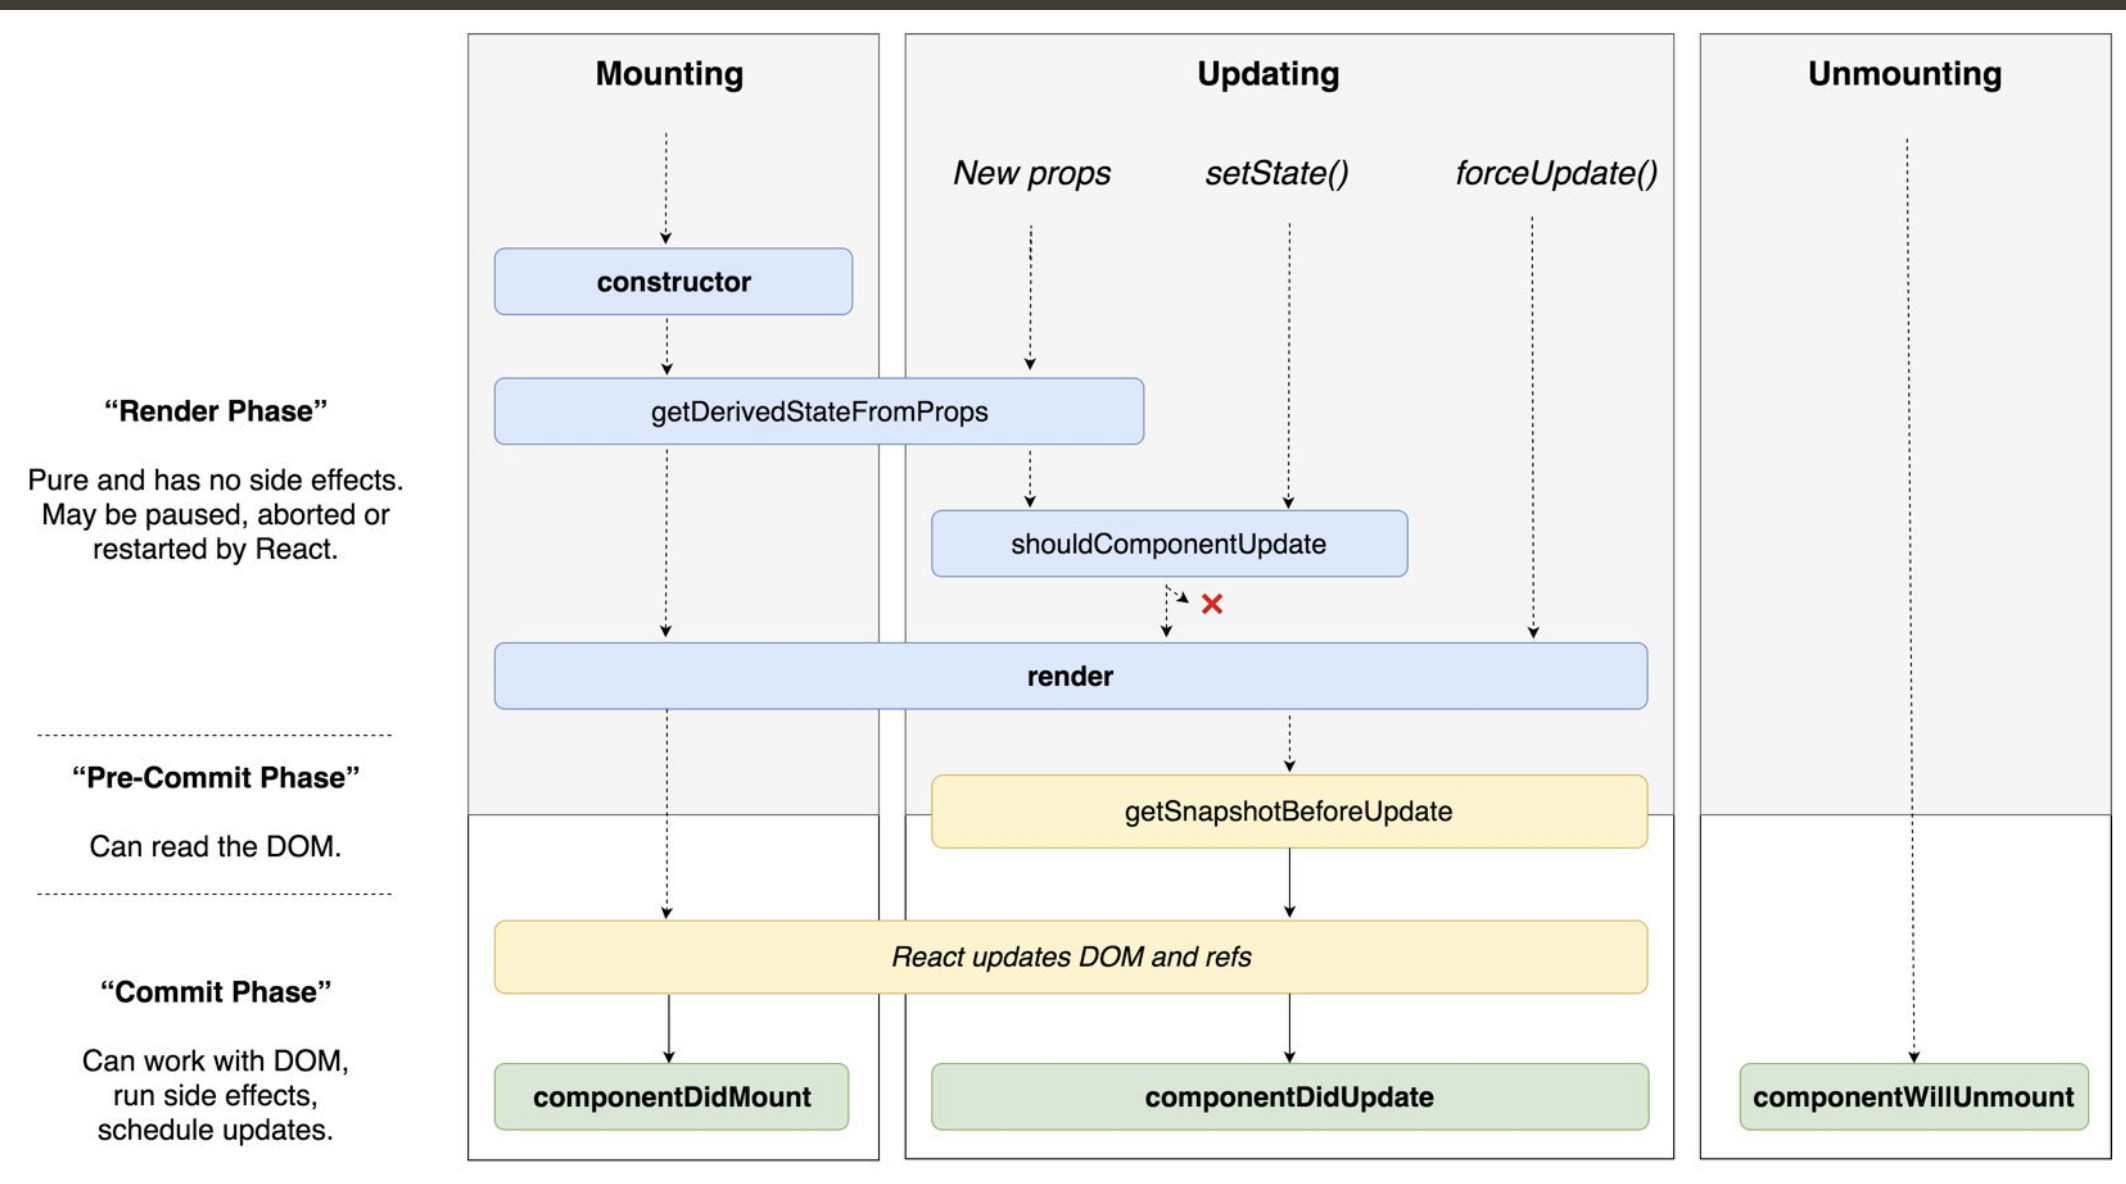 Mounting
Updating
Unmounting
New props
setState()
forceUpdate()
constructor
“Render Phase”
getDerivedStateFromProps
Pure and has no side effects.
May be paused, aborted or
restarted by React.
shouldComponentUpdate
render
“Pre-Commit Phase”
getSnapshotBeforeUpdate
Can read the DOM.
React updates DOM and refs
“Commit Phase”
Can work with DOM,
run side effects,
schedule updates.
componentDidMount
componentDidUpdate
componentWillUnmount